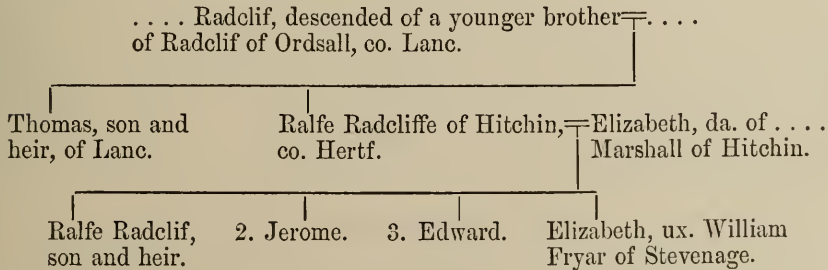 . . . . Radclif, descended of a younger brother=. . . .
of Radclif of Ordsall, co. Lanc.
Thomas, son and
heir, of Lanc.
Ralfe Radcliffe of Hitchin,=Elizabeth, da. of . . . .
co. Hertf.
Marshall of Hitchin.
Ralfe Radclif,
son and heir.
2. Jerome.
3. Edward.
Elizabeth, ux. William
Fryar of Stevenage.